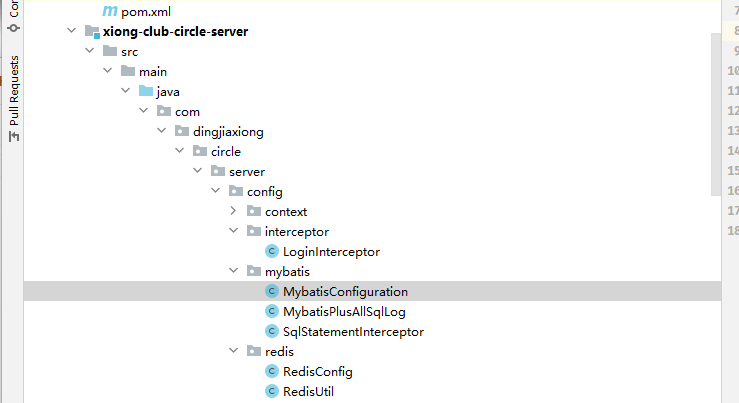 pom.xml
xiong-club-circle-server
src
main
java
com
dingjiaxiong
circle
server
config
context
interceptor
LoginInterceptor
mybatis
MybatisConfiguration
MybatisPlusAllSqlLog
SqlStatementInterceptor
redis
RedisConfig
RedisUtil
Pull Requests
7
8
9
10
11
12
13
14
15
16
17
18